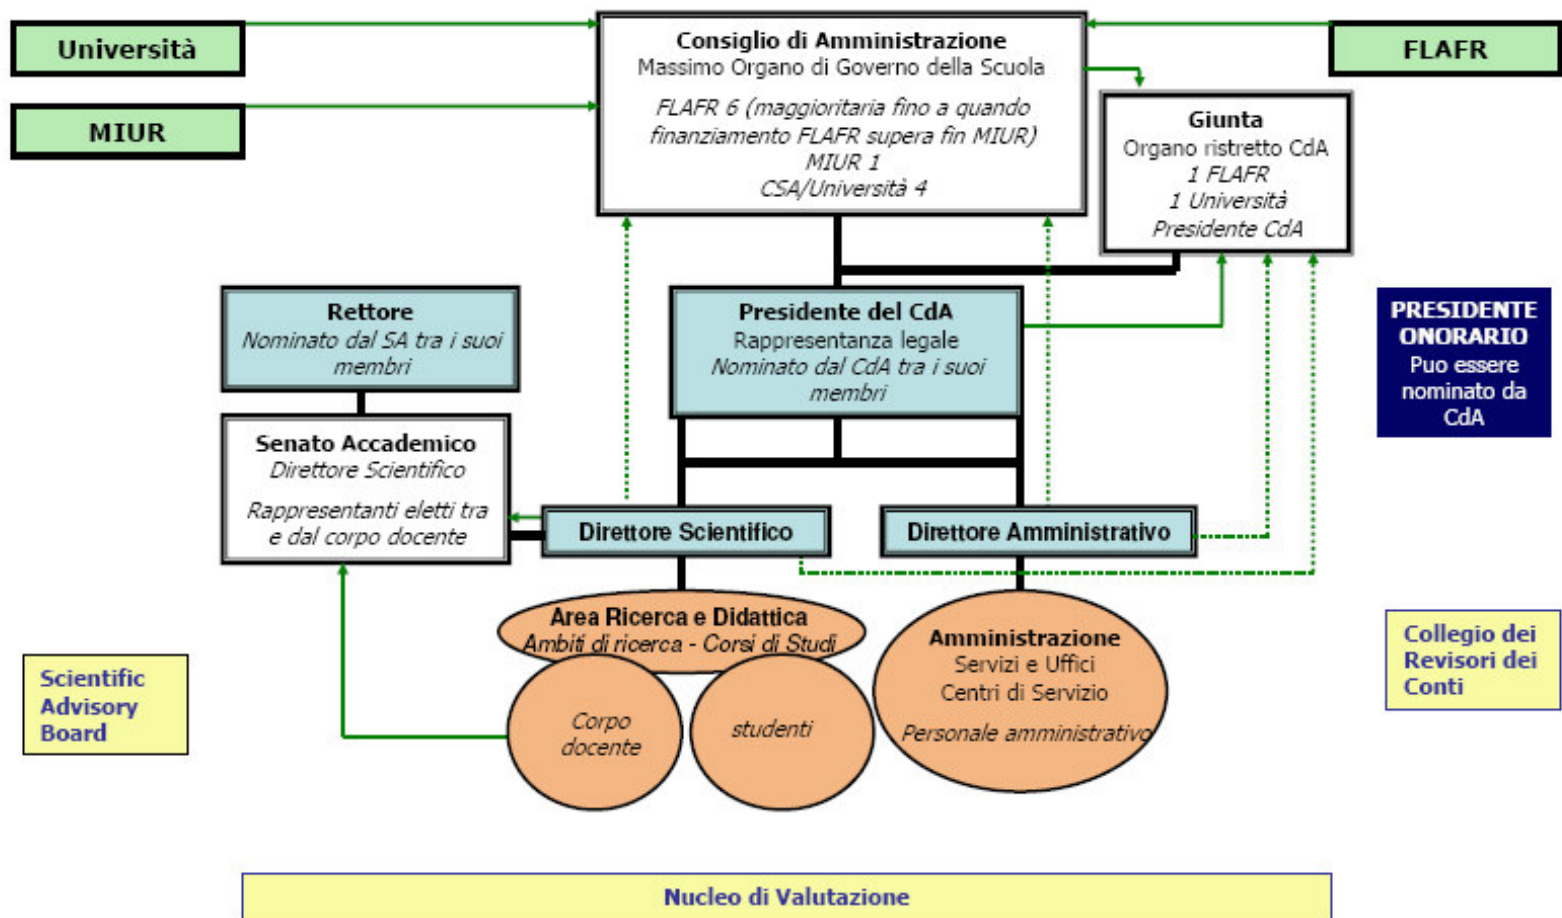 Università
MIUR
Consiglio di Amministrazione
Massimo Organo di Governo della Scuola
FLAFR 6 (maggioritaria fino a quando
finanziamento FLAFR supera fin MIUR)
MIUR 1
CSA/Università 4
FLAFR
Giunta
Organo ristretto CdA
1 FLAFR
1 Università
Presidente CdA
Rettore
Nominato dal SA tra i suoi
membri
Presidente del CdA
Rappresentanza legale
Nominato dal CdA tra i suoi
membri
PRESIDENTE
ONORARIO
Puo essere
nominato da
CdA
Senato Accademico
Direttore Scientifico
Rappresentanti eletti tra
e dal corpo docente
Direttore Scientifico
Direttore Amministrativo
Area Ricerca e Didattica
Ambiti di ricerca - Corsi di Studi
Corpo
docente
studenti
Amministrazione
Servizi e Uffici
Centri di Servizio
Personale amministrativo
Scientific
Advisory
Board
Collegio dei
Revisori dei
Conti
Nucleo di Valutazione